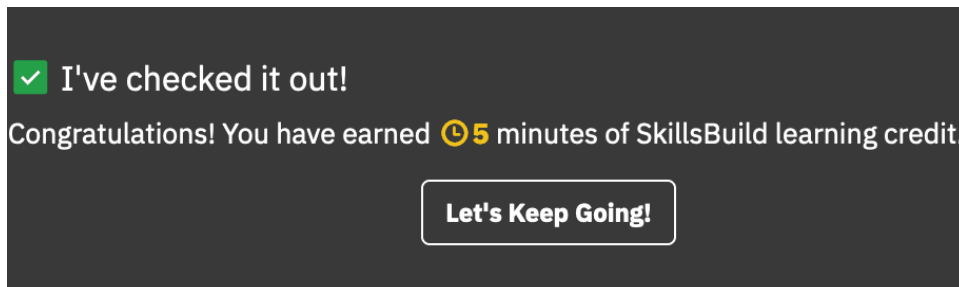 I've checked it out!
Congratulations! You have earned 5 minutes of SkillsBuild learning credit.
Let's Keep Going!